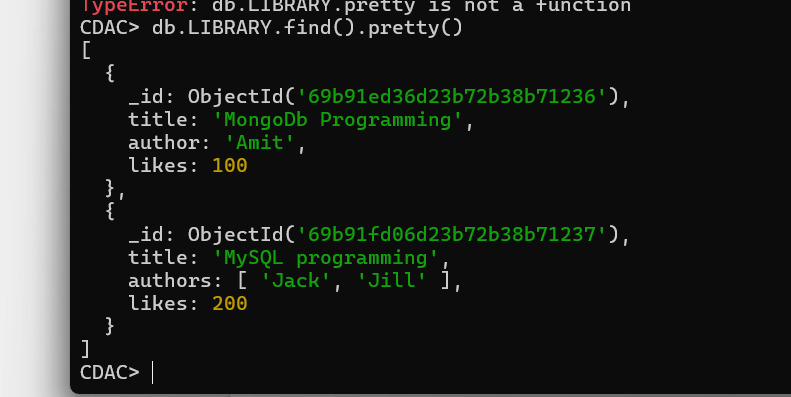 TypeError: db.LIBRARY.pretty is not a function
CDAC> db.LIBRARY.find().pretty()
[
  {
    _id: ObjectId('69b91ed36d23b72b38b71236'),
    title: 'MongoDb Programming',
    author: 'Amit',
    likes: 100
  },
  {
    _id: ObjectId('69b91fd06d23b72b38b71237'),
    title: 'MySQL programming',
    authors: [ 'Jack', 'Jill' ],
    likes: 200
  }
]
CDAC>